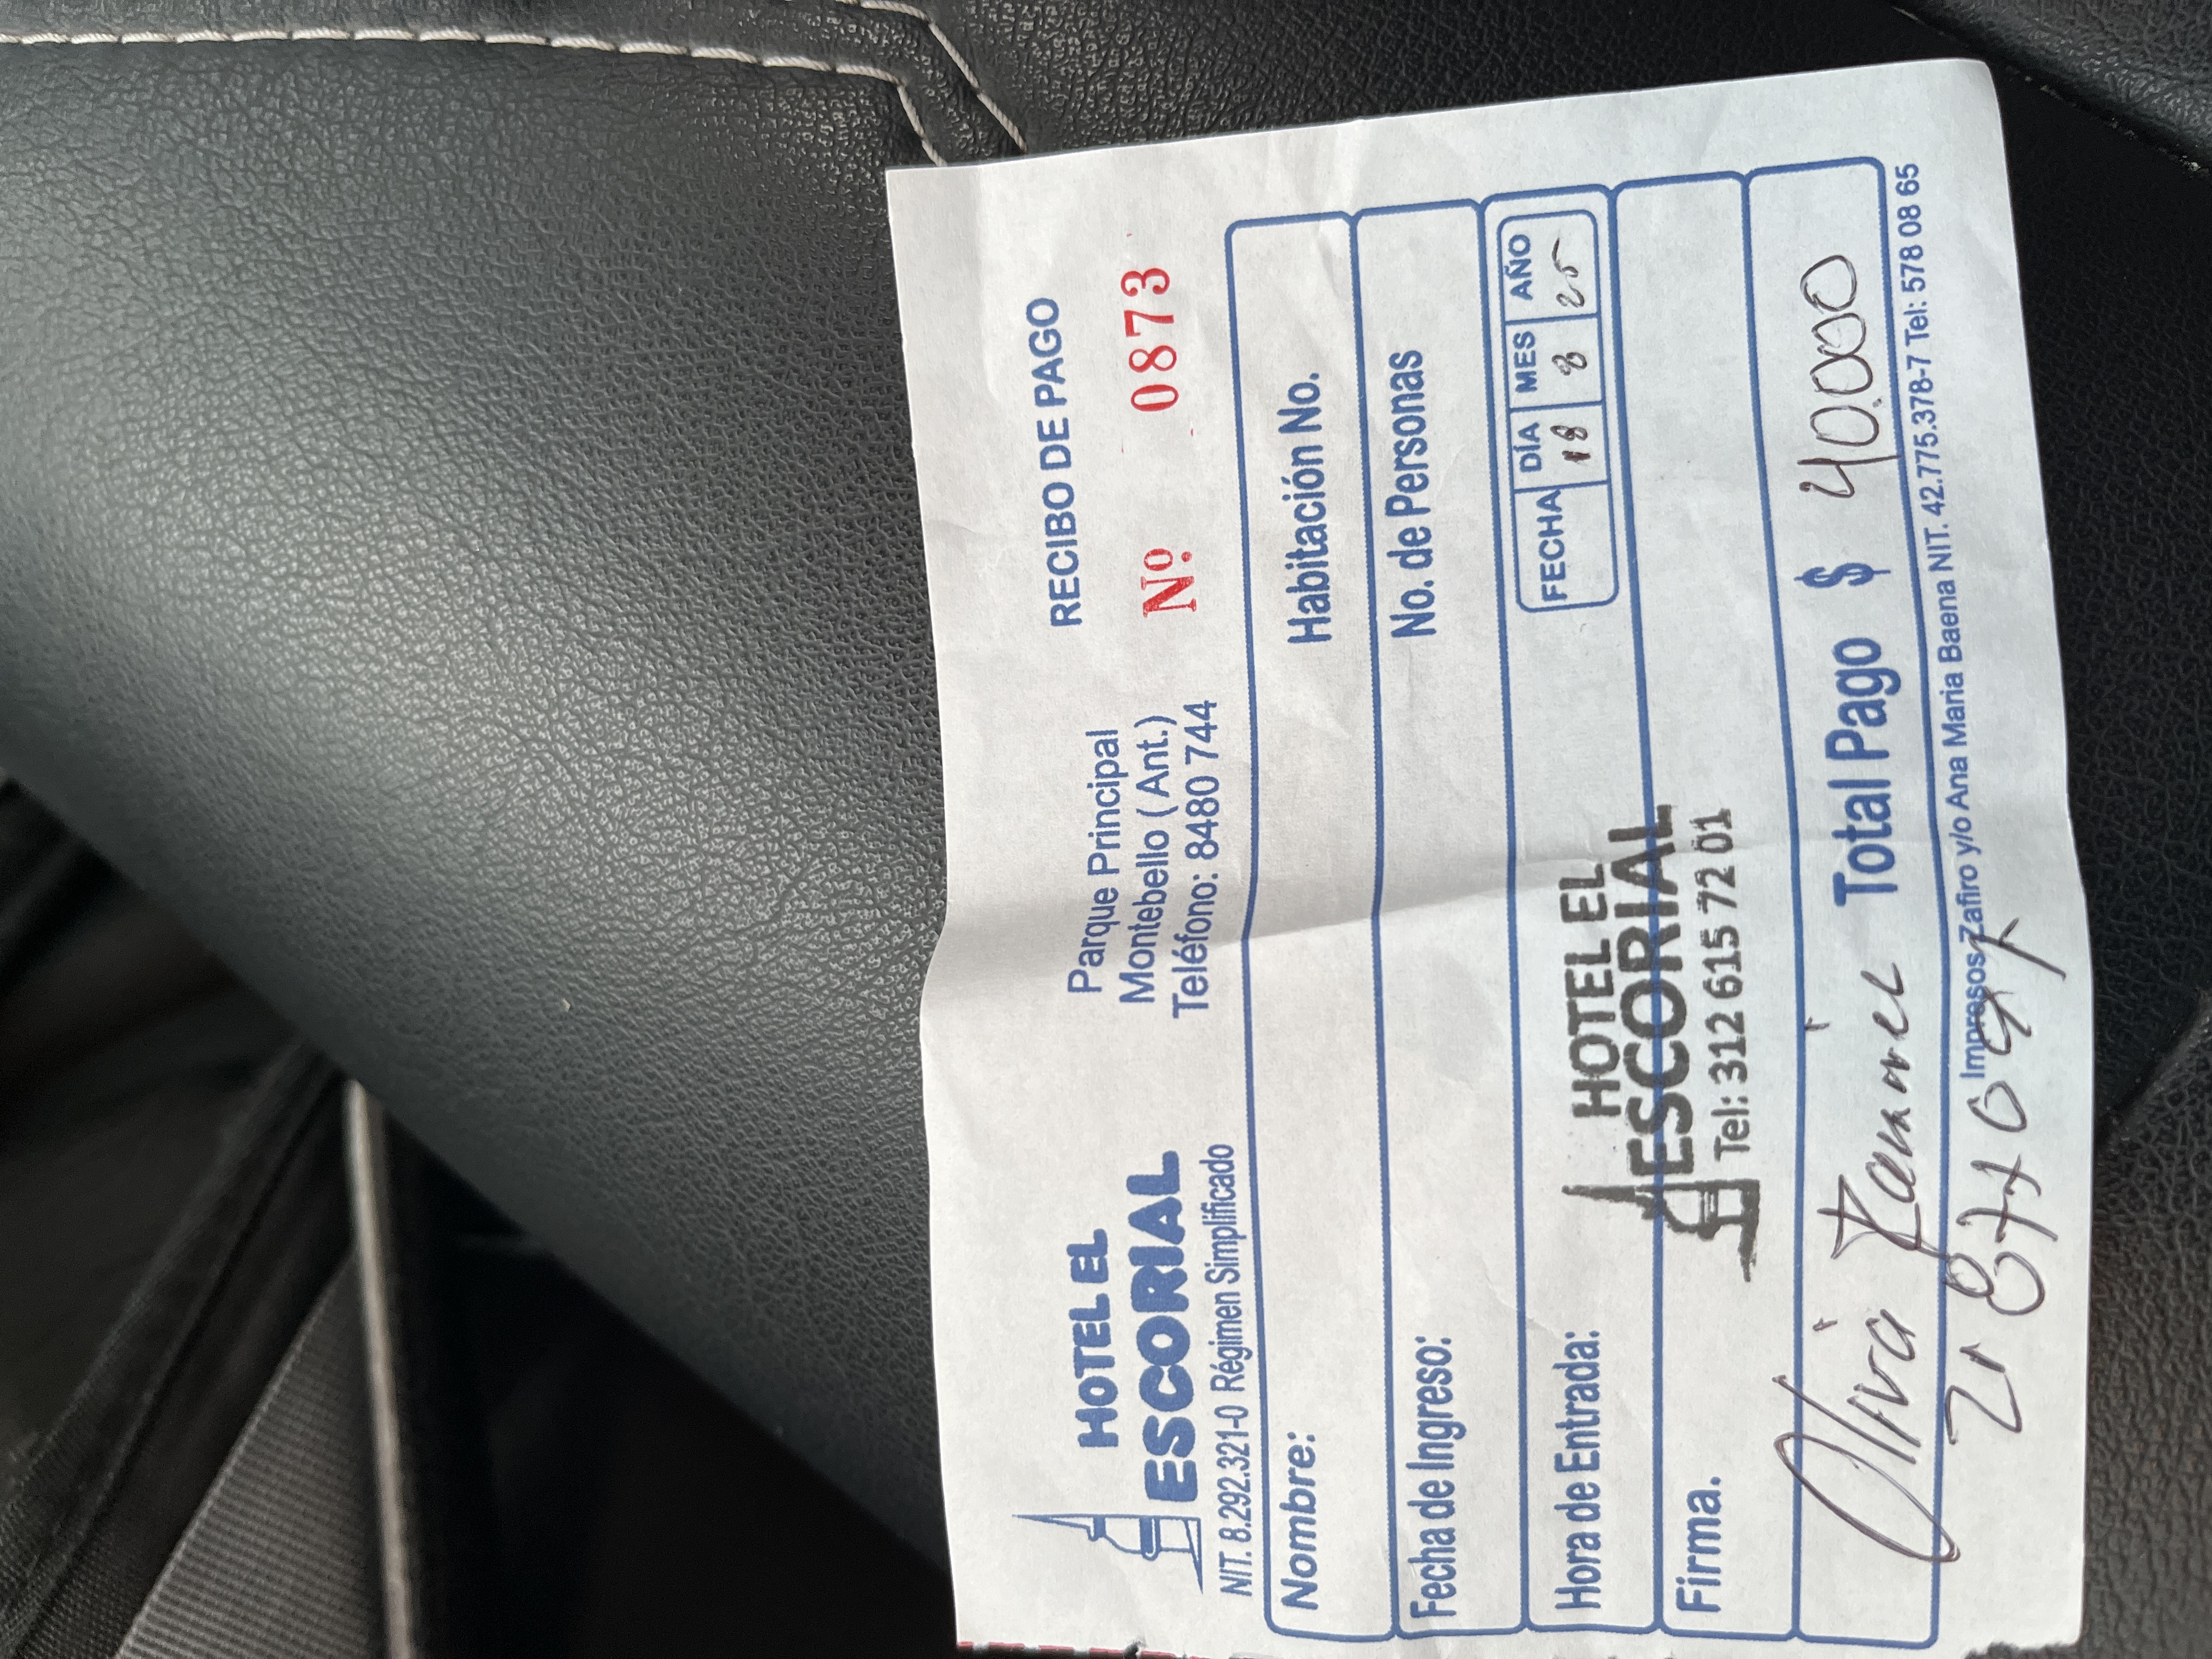 HOTEL EL
ESCORIAL
NIT. 8.292.321-0 Régimen Simplificado
Parque Principal
Montebello ( Ant.)
Teléfono: 8480 744
RECIBO DE PAGO
Nº. 0873
Nombre:
Habitación No.
Fecha de Ingreso:
No. de Personas
Hora de Entrada:
FECHA DÍA MES AÑO
18 8 25
HOTEL EL
ESCORIAL
Tel: 312 615 72 01
Firma.
Oliva
Total Pago $ 40.000
Impresos Zafiro y/o Ana Maria Baena NIT. 42.775.378-7 Tel: 578 08 65